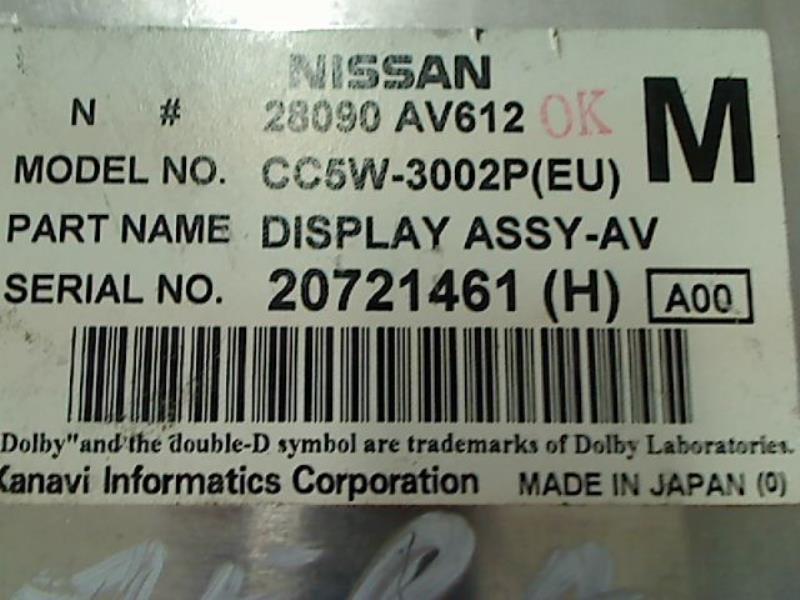 NISSAN
N # 28090 AV612 OK M
MODEL NO. CC5W-3002P(EU)
PART NAME DISPLAY ASSY-AV
SERIAL NO. 20721461 (H) A00
Dolby"and the double-D symbol are trademarks of Dolby Laboratories.
Kanavi Informatics Corporation MADE IN JAPAN (0)